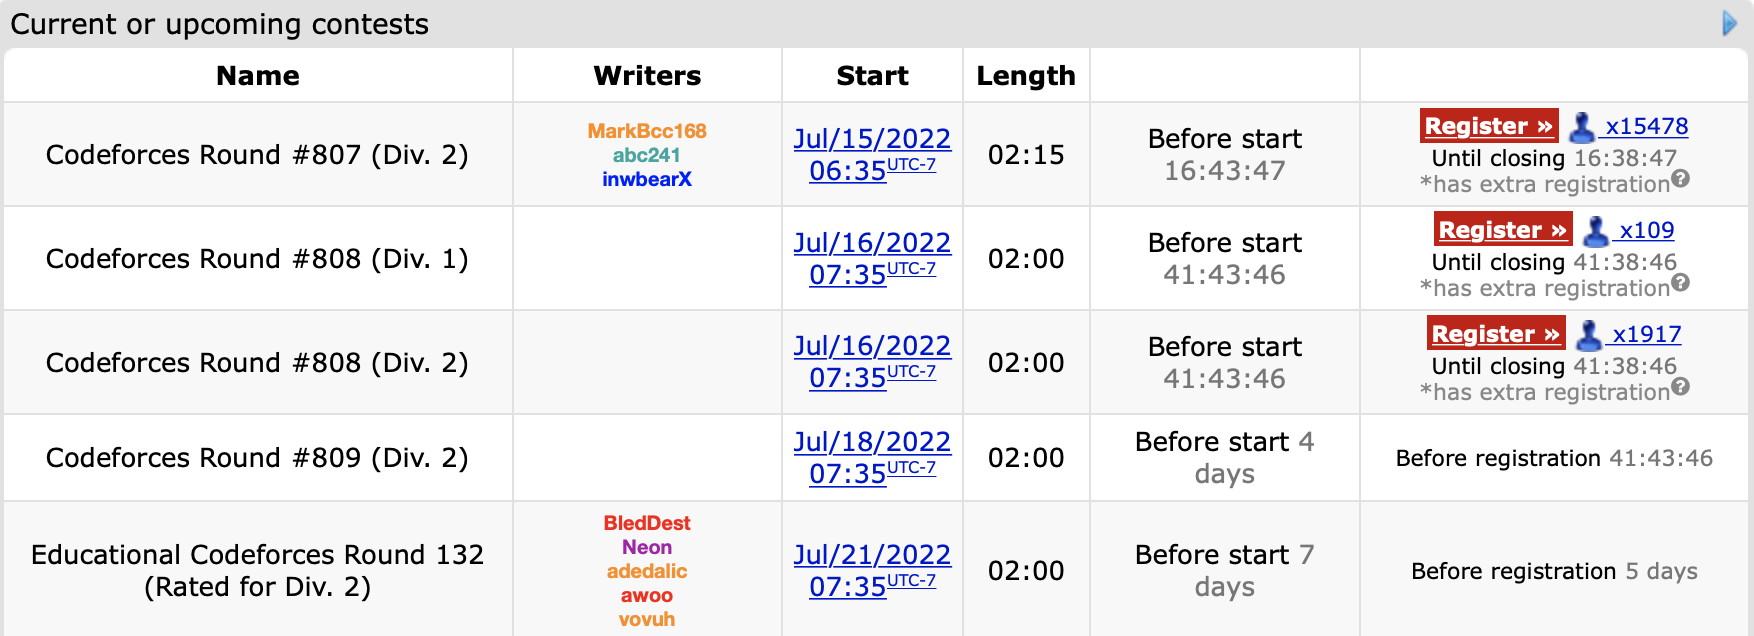 Current or upcoming contests
Name Writers Start Length
Codeforces Round #807 (Div. 2)
MarkBcc168
abc241
inwbearX
Jul/15/2022
06:35 UTC-7
02:15
Before start
16:43:47
Register » x15478
Until closing 16:38:47
*has extra registration?
Codeforces Round #808 (Div. 1)
Jul/16/2022
07:35 UTC-7
02:00
Before start
41:43:46
Register » x109
Until closing 41:38:46
*has extra registration?
Codeforces Round #808 (Div. 2)
Jul/16/2022
07:35 UTC-7
02:00
Before start
41:43:46
Register » x1917
Until closing 41:38:46
*has extra registration?
Codeforces Round #809 (Div. 2)
Jul/18/2022
07:35 UTC-7
02:00
Before start 4
days
Before registration 41:43:46
Educational Codeforces Round 132
(Rated for Div. 2)
BledDest
Neon
adedalic
awoo
vovuh
Jul/21/2022
07:35 UTC-7
02:00
Before start 7
days
Before registration 5 days